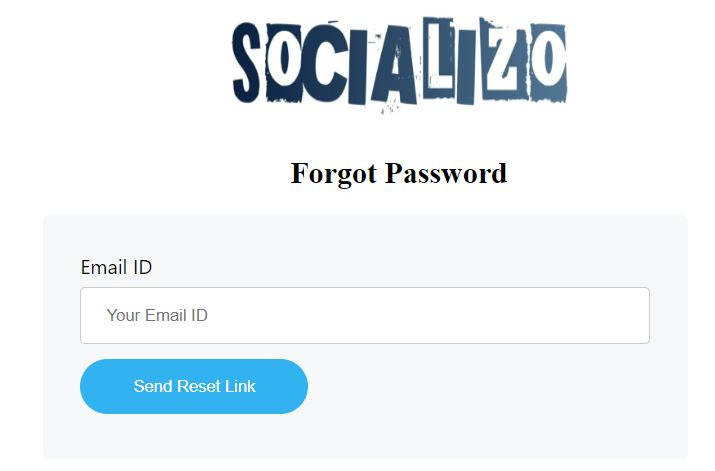 SOCIALIZO
Forgot Password
Email ID
Your Email ID
Send Reset Link